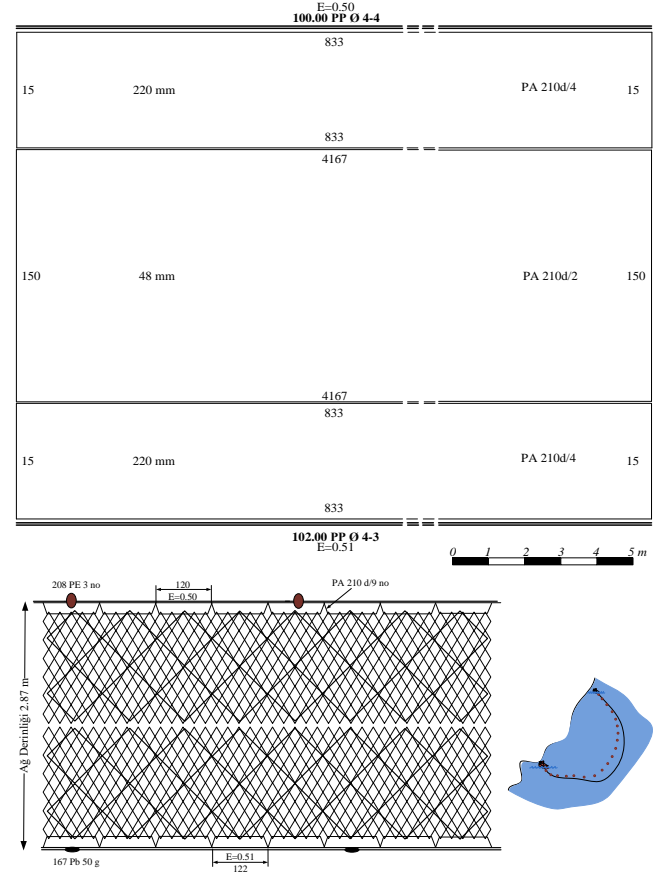 E=0.50
100.00 PP Ø 4-4
833
15 220 mm PA 210d/4 15
833
4167
150 48 mm PA 210d/2 150
4167
833
15 220 mm PA 210d/4 15
833
102.00 PP Ø 4-3
E=0.51
0 1 2 3 4 5 m
208 PE 3 no
120
E=0.50
PA 210 d/9 no
Ağ Derinliği 2.87 m
167 Pb 50 g
E=0.51
122